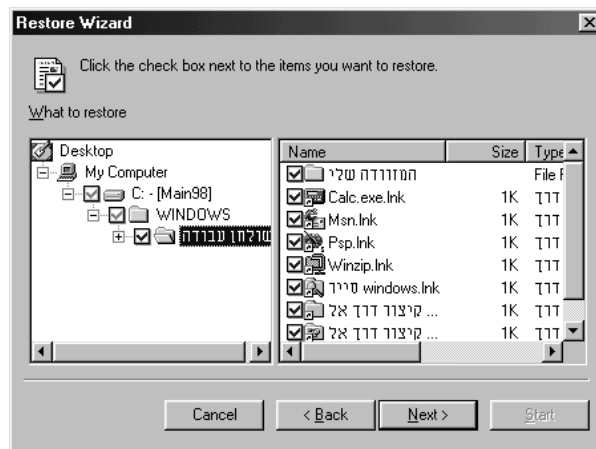 Restore Wizard
Click the check box next to the items you want to restore.
What to restore
Desktop
My Computer
C: - [Main98]
WINDOWS
שולחן עבודה
Name Size Type
המזוודה שלי File F
Calc.exe.lnk 1K דרך
Msn.lnk 1K דרך
Psp.lnk 1K דרך
Winzip.lnk 1K דרך
סייר windows.lnk 1K דרך
קיצור דרך אל ... 1K דרך
קיצור דרך אל ... 1K דרך
Cancel < Back Next > Start